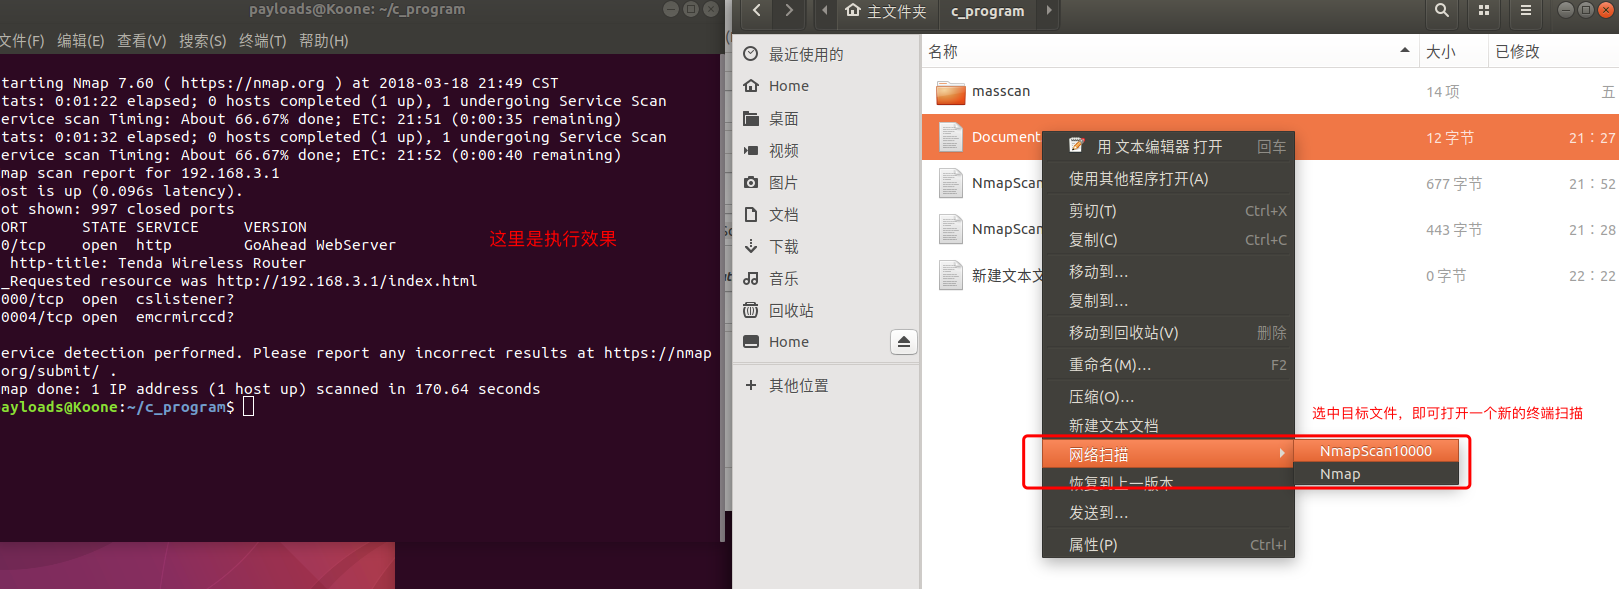 payloads@Koone: ~/c_program
文件(F) 编辑(E) 查看(V) 搜索(S) 终端(T) 帮助(H)
tarting Nmap 7.60 ( https://nmap.org ) at 2018-03-18 21:49 CST
tats: 0:01:22 elapsed; 0 hosts completed (1 up), 1 undergoing Service Scan
ervice scan Timing: About 66.67% done; ETC: 21:51 (0:00:35 remaining)
tats: 0:01:32 elapsed; 0 hosts completed (1 up), 1 undergoing Service Scan
ervice scan Timing: About 66.67% done; ETC: 21:52 (0:00:40 remaining)
map scan report for 192.168.3.1
ost is up (0.096s latency).
ot shown: 997 closed ports
ORT STATE SERVICE VERSION
0/tcp open http GoAhead WebServer
http-title: Tenda Wireless Router
_Requested resource was http://192.168.3.1/index.html
000/tcp open cslistener?
0004/tcp open emcrmirccd?
ervice detection performed. Please report any incorrect results at https://nmap
org/submit/ .
map done: 1 IP address (1 host up) scanned in 170.64 seconds
ayloads@Koone:~/c_program$
这里是执行效果
主文件夹 c_program
最近使用的
Home
桌面
视频
图片
文档
下载
音乐
回收站
Home
其他位置
名称 大小 已修改
masscan 14 项 五
Document 12 字节 21：27
NmapScan 677 字节 21：52
NmapScan 443 字节 21：28
新建文本文 0 字节 22：22
用 文本编辑器 打开 回车
使用其他程序打开(A)
剪切(T) Ctrl+X
复制(C) Ctrl+C
移动到…
复制到…
移动到回收站(V) 删除
重命名(M)… F2
压缩(O)…
新建文本文档
网络扫描
恢复到上一版本
发送到…
属性(P) Ctrl+I
NmapScan10000
Nmap
选中目标文件，即可打开一个新的终端扫描